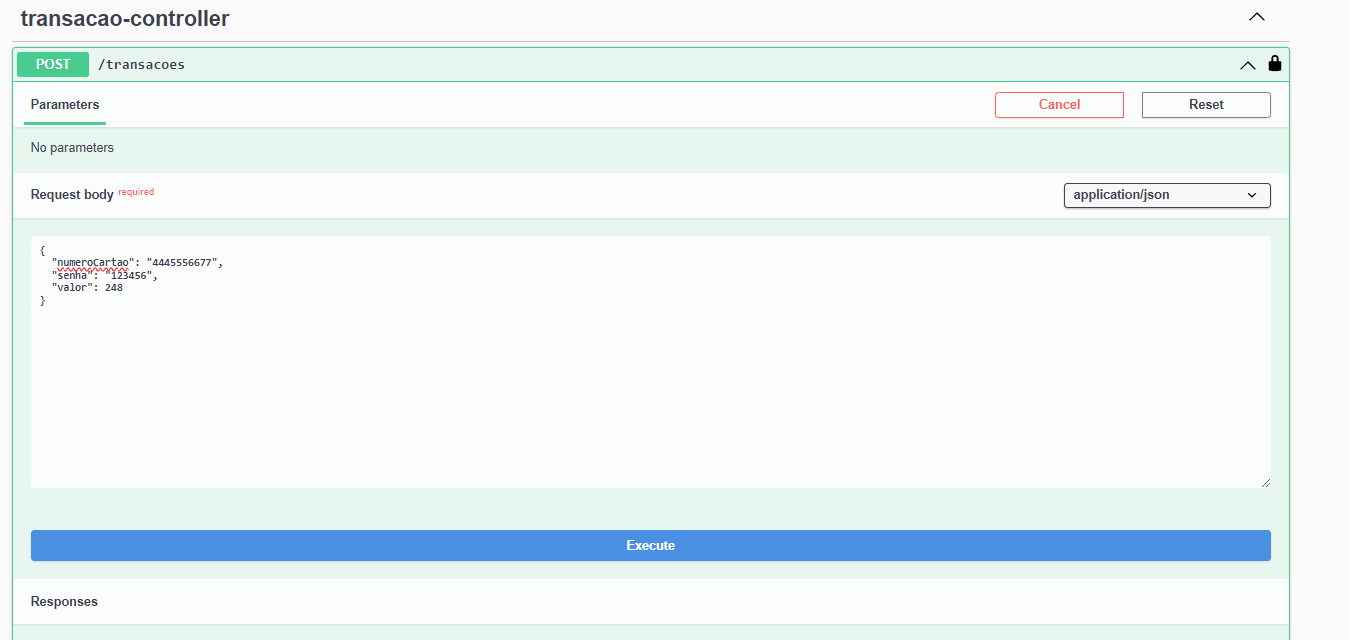 transacao-controller
POST /transacoes
Parameters
Cancel
Reset
No parameters
Request body required
application/json
{
  "numeroCartao": "4445556677",
  "senha": "123456",
  "valor": 248
}
Execute
Responses